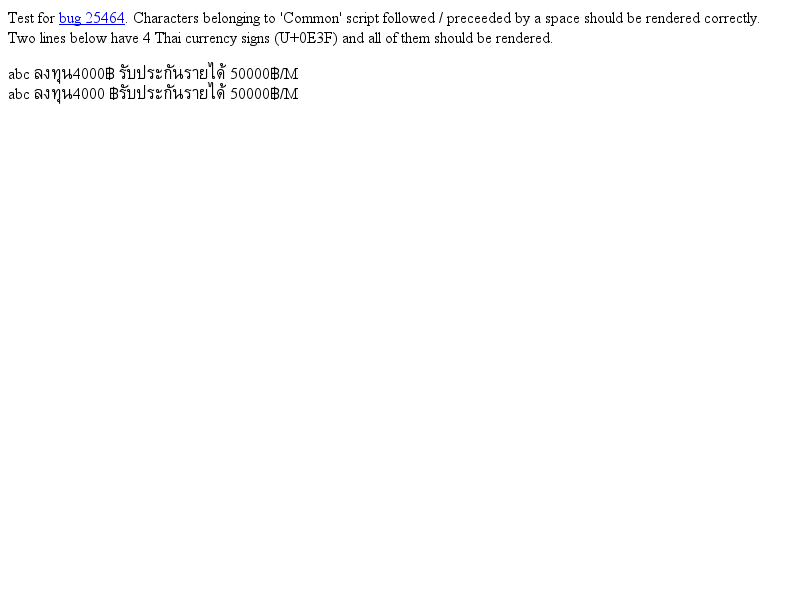 Test for bug 25464. Characters belonging to 'Common' script followed / preceeded by a space should be rendered correctly.
Two lines below have 4 Thai currency signs (U+0E3F) and all of them should be rendered.
abc ลงทุน4000฿ รับประกันรายได้ 50000฿/M
abc ลงทุน4000 ฿รับประกันรายได้ 50000฿/M